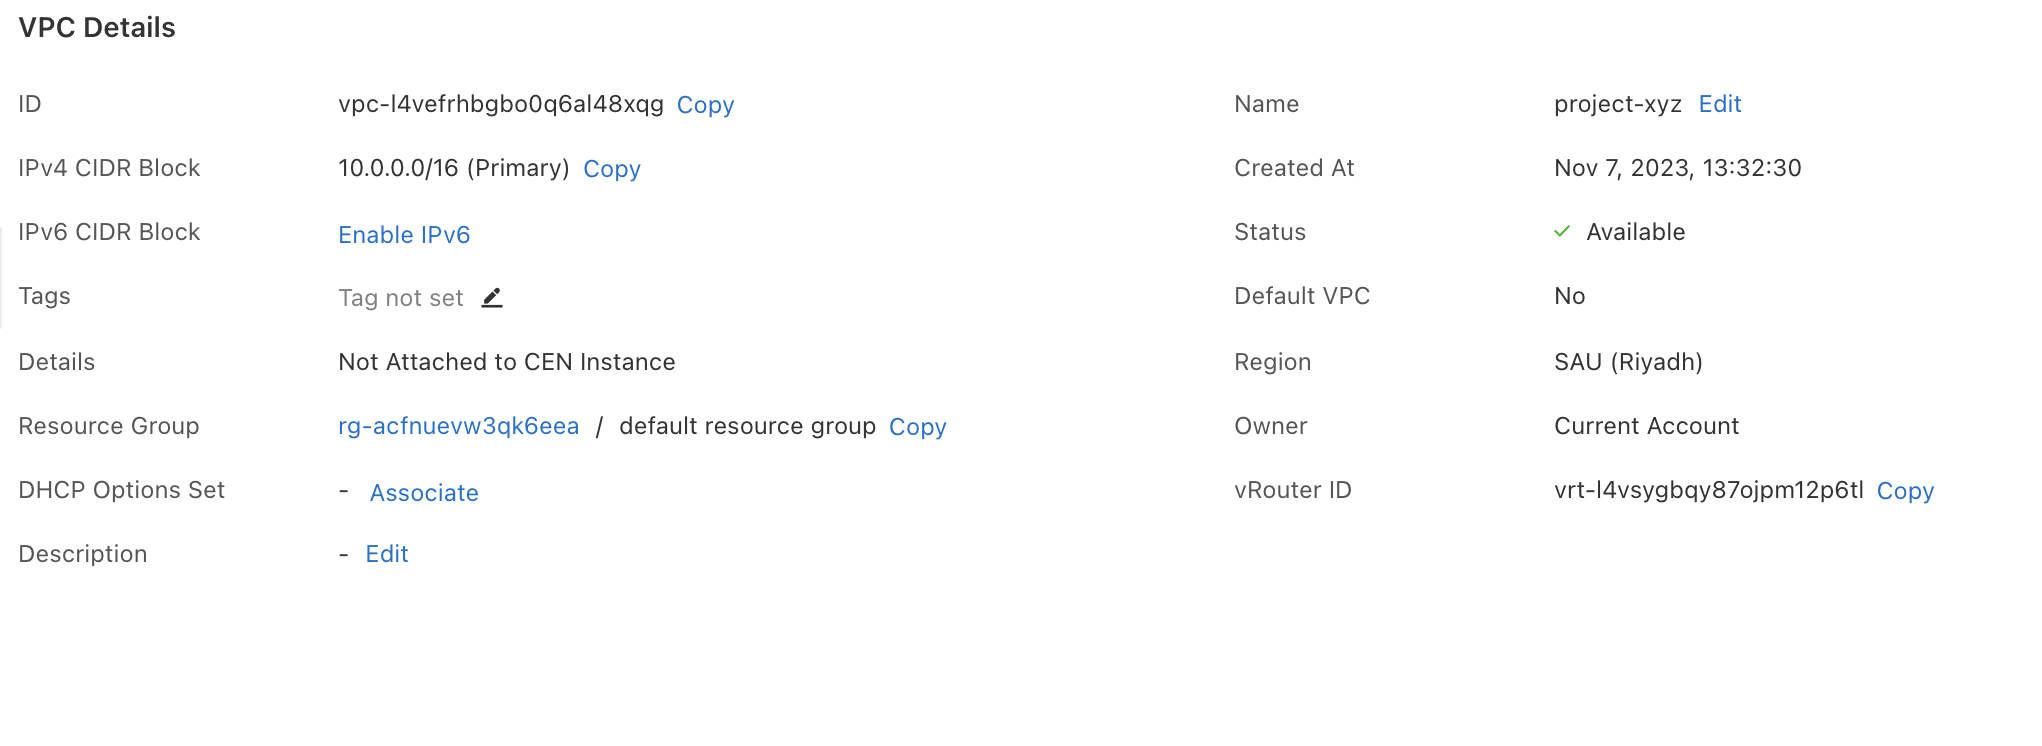 VPC Details
ID vpc-l4vefrhbgbo0q6al48xqg Copy Name project-xyz Edit
IPv4 CIDR Block 10.0.0.0/16 (Primary) Copy Created At Nov 7, 2023, 13:32:30
IPv6 CIDR Block Enable IPv6 Status Available
Tags Tag not set Default VPC No
Details Not Attached to CEN Instance Region SAU (Riyadh)
Resource Group rg-acfnuevw3qk6eea / default resource group Copy Owner Current Account
DHCP Options Set - Associate vRouter ID vrt-l4vsygbqy87ojpm12p6tl Copy
Description - Edit